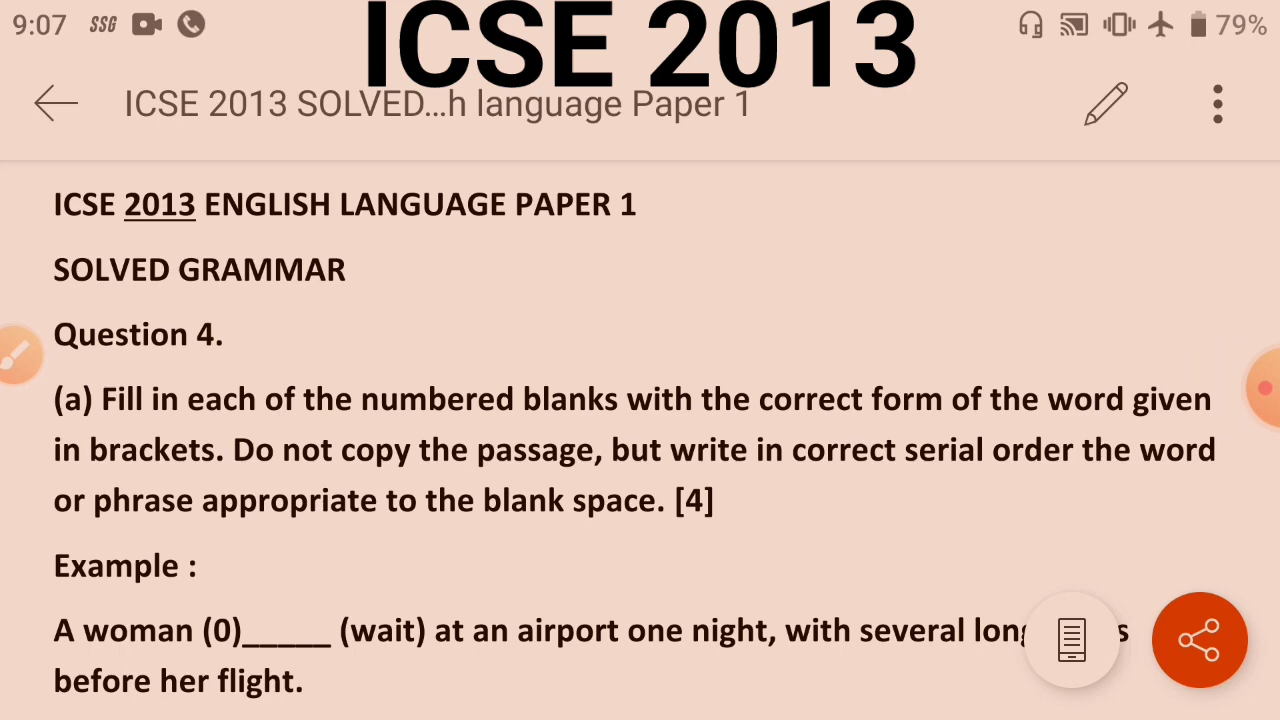 ICSE 2013
9:07 SSG 79%
ICSE 2013 SOLVED...h language Paper 1
ICSE 2013 ENGLISH LANGUAGE PAPER 1
SOLVED GRAMMAR
Question 4.
(a) Fill in each of the numbered blanks with the correct form of the word given
in brackets. Do not copy the passage, but write in correct serial order the word
or phrase appropriate to the blank space. [4]
Example :
A woman (0)_____ (wait) at an airport one night, with several
before her flight.